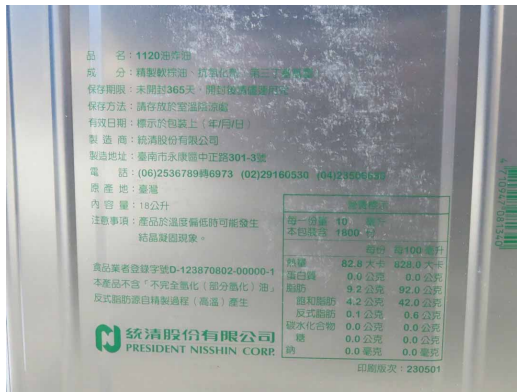 品　　名：1120油炸油
成　　分：精製軟棕油、抗氧化劑（第三丁基氫醌）
保存期限：未開封365天，開封後請儘速用完
保存方法：請存放於室溫陰涼處
有效日期：標示於包裝上（年/月/日）
製 造 商：統清股份有限公司
製造地址：臺南市永康區中正路301-3號
電　　話：(06)2536789轉6973 (02)29160530 (04)23506630
原 產 地：臺灣
內 容 量：18公升
注意事項：產品於溫度偏低時可能發生
結晶凝固現象。
食品業者登錄字號D-123870802-00000-1
本產品不含「不完全氫化（部分氫化）油」
反式脂肪源自精製過程（高溫）產生
統清股份有限公司
PRESIDENT NISSHIN CORP.
營養標示
每一份量 10 毫升
本包裝含 1800 份
每份 每100毫升
熱量 82.8 大卡 828.0 大卡
蛋白質 0.0 公克 0.0 公克
脂肪 9.2 公克 92.0 公克
飽和脂肪 4.2 公克 42.0 公克
反式脂肪 0.1 公克 0.6 公克
碳水化合物 0.0 公克 0.0 公克
糖 0.0 公克 0.0 公克
鈉 0.0 毫克 0.0 毫克
印刷版次：230501